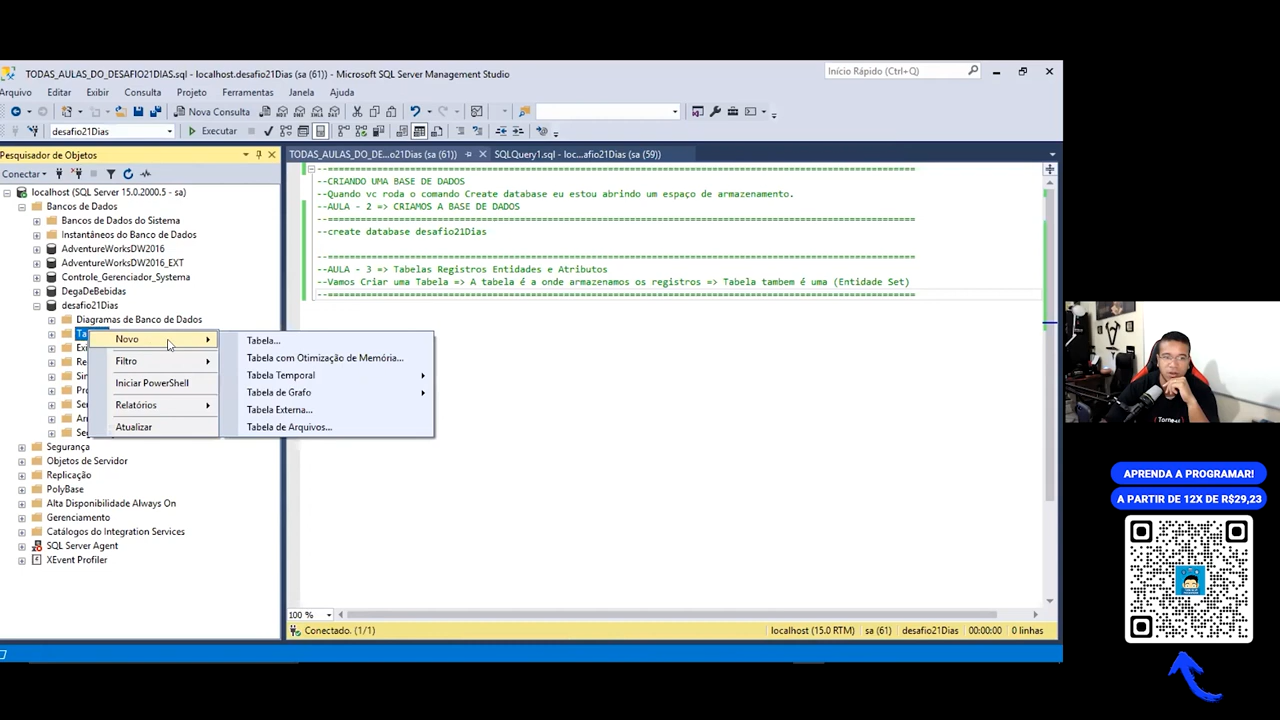 TODAS_AULAS_DO_DESAFIO21DIAS.sql - localhost.desafio21Dias (sa (61)) - Microsoft SQL Server Management Studio
Início Rápido (Ctrl+Q)
Arquivo Editar Exibir Consulta Projeto Ferramentas Janela Ajuda
Nova Consulta
desafio21Dias
Executar
Pesquisador de Objetos
TODAS_AULAS_DO_DE...o21Dias (sa (61))
SQLQuery1.sql - loc...afio21Dias (sa (59))
Conectar
localhost (SQL Server 15.0.2000.5 - sa)
Bancos de Dados
Bancos de Dados do Sistema
Instantâneos do Banco de Dados
AdventureWorksDW2016
AdventureWorksDW2016_EXT
Controle_Gerenciador_Systema
DegaDeBebidas
desafio21Dias
Diagramas de Banco de Dados
Ta
Exi
Re
Sin
Pro
Ser
Arr
Seg
Segurança
Objetos de Servidor
Replicação
PolyBase
Alta Disponibilidade Always On
Gerenciamento
Catálogos do Integration Services
SQL Server Agent
XEvent Profiler
Novo
Filtro
Iniciar PowerShell
Relatórios
Atualizar
Tabela...
Tabela com Otimização de Memória...
Tabela Temporal
Tabela de Grafo
Tabela Externa...
Tabela de Arquivos...
--==========================================================================
--CRIANDO UMA BASE DE DADOS
--Quando vc roda o comando Create database eu estou abrindo um espaço de armazenamento.
--AULA - 2 => CRIAMOS A BASE DE DADOS
--==========================================================================
--create database desafio21Dias
--==========================================================================
--AULA - 3 => Tabelas Registros Entidades e Atributos
--Vamos Criar uma Tabela => A tabela é a onde armazenamos os registros => Tabela tambem é uma (Entidade Set)
--==========================================================================
100 %
Conectado. (1/1)
localhost (15.0 RTM) sa (61) desafio21Dias 00:00:00 0 linhas
APRENDA A PROGRAMAR!
A PARTIR DE 12X DE R$29,23